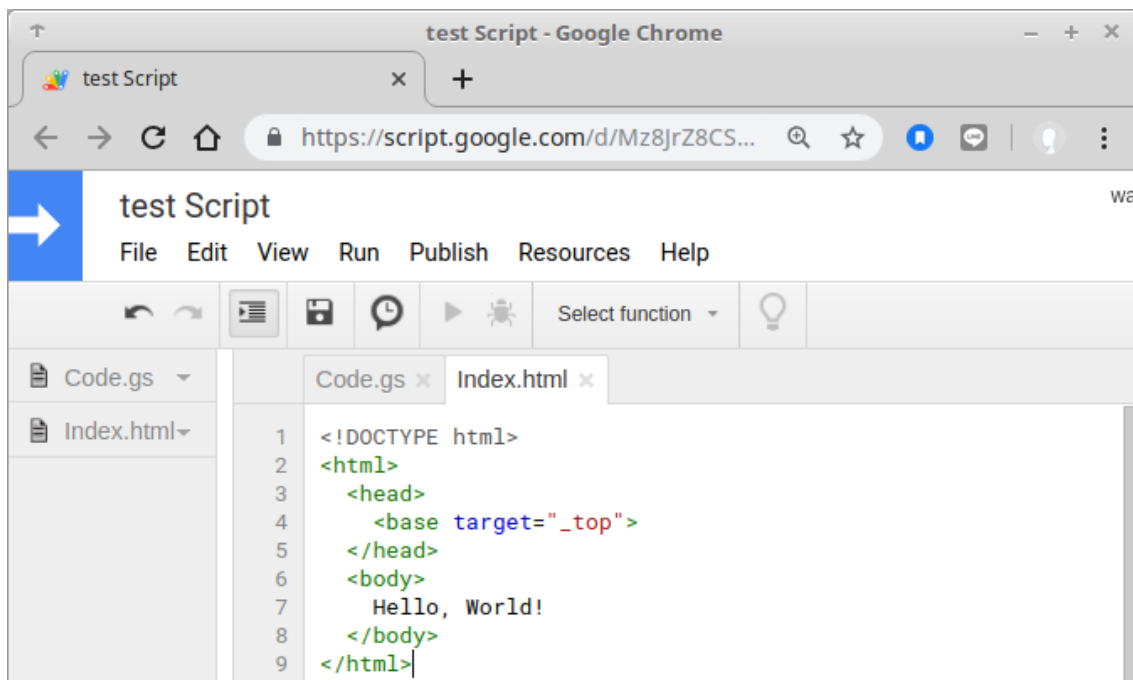 test Script - Google Chrome
test Script
https://script.google.com/d/Mz8JrZ8CS...
LINE
test Script
wa
File Edit View Run Publish Resources Help
Select function
Code.gs
Index.html
Code.gs Index.html
1 <!DOCTYPE html>
2 <html>
3 <head>
4 <base target="_top">
5 </head>
6 <body>
7 Hello, World!
8 </body>
9 </html>